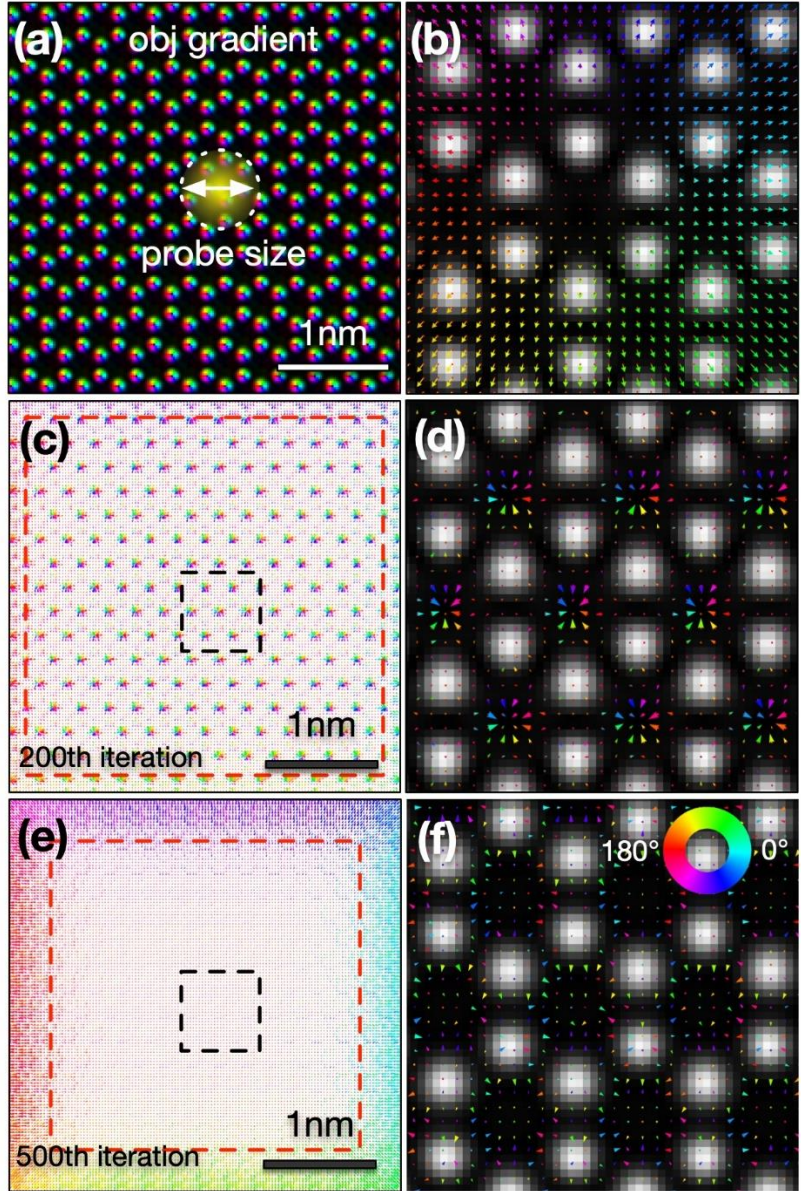 (a)
obj gradient
probe size
1nm
(b)
(c)
200th iteration
1nm
(d)
(e)
500th iteration
1nm
(f)
180°
0°